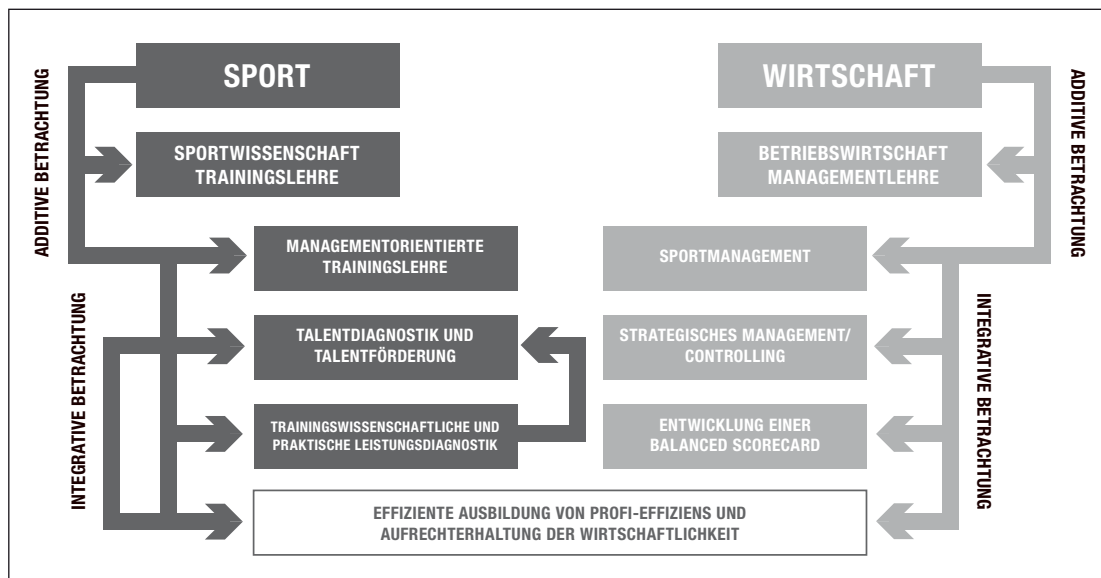 SPORT
WIRTSCHAFT
ADDITIVE BETRACHTUNG
ADDITIVE BETRACHTUNG
SPORTWISSENSCHAFT
TRAININGSLEHRE
BETRIEBSWIRTSCHAFT
MANAGEMENTLEHRE
MANAGEMENTORIENTIERTE
TRAININGSLEHRE
SPORTMANAGEMENT
INTEGRATIVE BETRACHTUNG
INTEGRATIVE BETRACHTUNG
TALENTDIAGNOSTIK UND
TALENTFÖRDERUNG
STRATEGISCHES MANAGEMENT/
CONTROLLING
TRAININGSWISSENSCHAFTLICHE UND
PRAKTISCHE LEISTUNGSDIAGNOSTIK
ENTWICKLUNG EINER
BALANCED SCORECARD
EFFIZIENTE AUSBILDUNG VON PROFI-EFFIZIENS UND
AUFRECHTERHALTUNG DER WIRTSCHAFTLICHKEIT